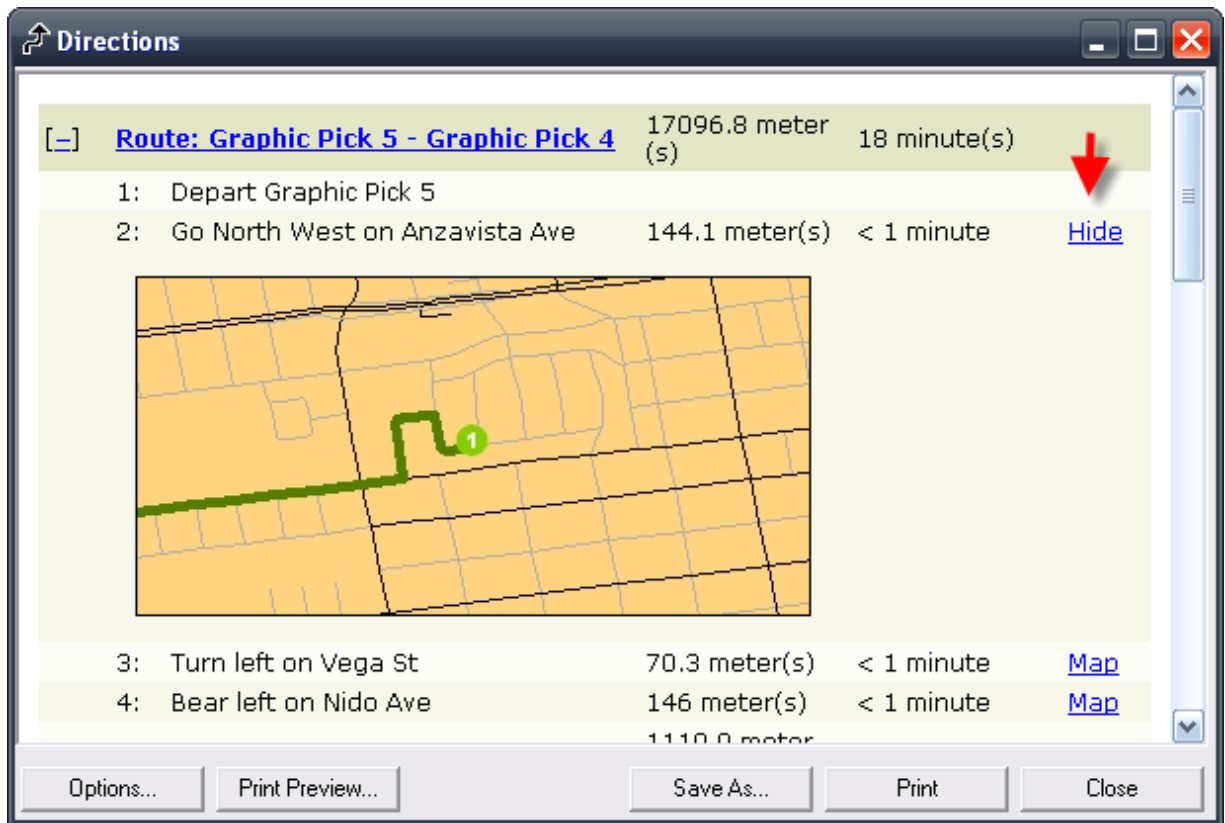 Directions
[–] Route: Graphic Pick 5 - Graphic Pick 4 17096.8 meter(s) 18 minute(s)
1: Depart Graphic Pick 5
2: Go North West on Anzavista Ave 144.1 meter(s) < 1 minute Hide
1
3: Turn left on Vega St 70.3 meter(s) < 1 minute Map
4: Bear left on Nido Ave 146 meter(s) < 1 minute Map
Options... Print Preview... Save As... Print Close